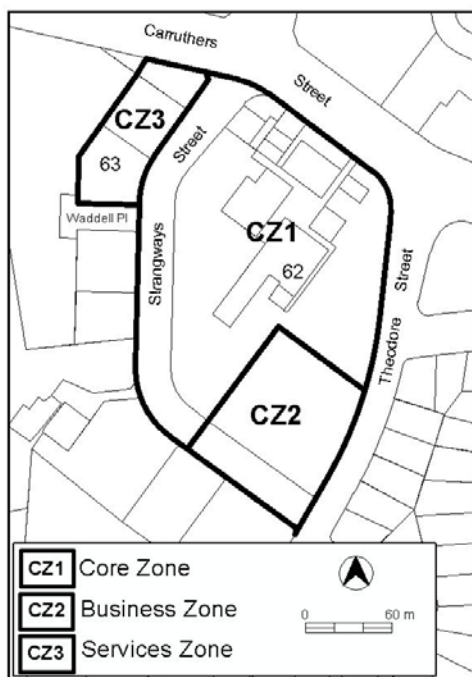 Carruthers
Street
CZ3
Street
63
Waddell Pl
CZ1
62
Strangways
Street
Theodore
CZ2
CZ1 Core Zone
CZ2 Business Zone
CZ3 Services Zone
0 60 m